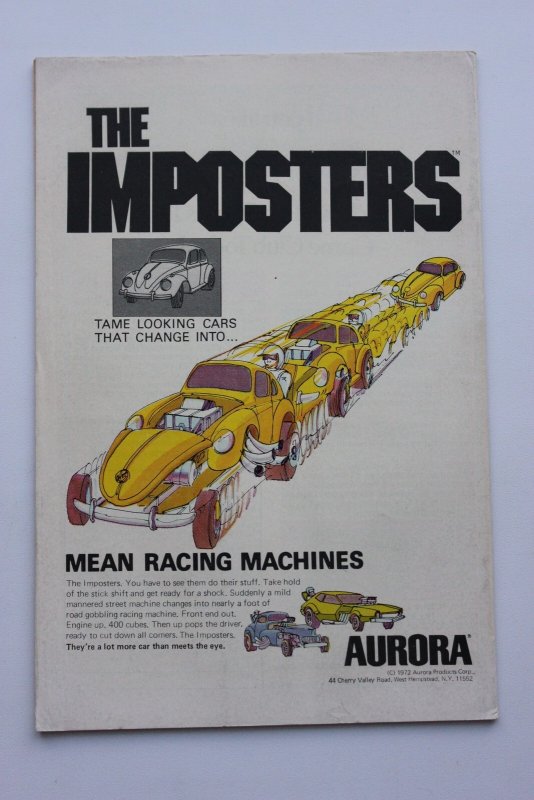 THE
IMPOSTERS™
TAME LOOKING CARS
THAT CHANGE INTO...
MEAN RACING MACHINES
The Imposters. You have to see them do their stuff. Take hold
of the stick shift and get ready for a shock. Suddenly a mild
mannered street machine changes into nearly a foot of
road gobbling racing machine. Front end out.
Engine up. 400 cubes. Then up pops the driver,
ready to cut down all corners. The Imposters.
They're a lot more car than meets the eye.
AURORA®
(C) 1972 Aurora Products Corp.,
44 Cherry Valley Road, West Hempstead, N.Y. 11552